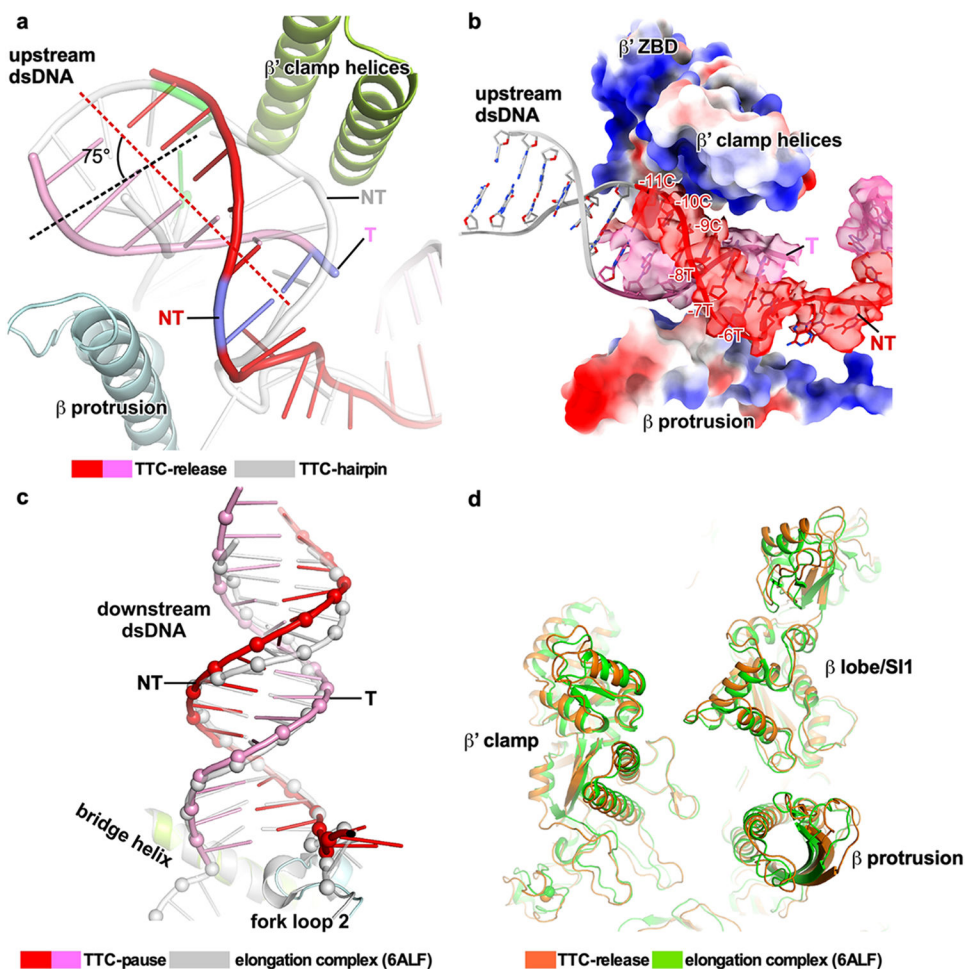 a
upstream
dsDNA
β' clamp helices
75°
NT
T
NT
β protrusion
TTC-release TTC-hairpin
b
β' ZBD
upstream
dsDNA
β' clamp helices
-11C
-10C
-9C
T
-8T
-7T
-6T
NT
β protrusion
c
downstream
dsDNA
NT
T
bridge helix
fork loop 2
TTC-pause elongation complex (6ALF)
d
β lobe/SI1
β' clamp
β protrusion
TTC-release elongation complex (6ALF)